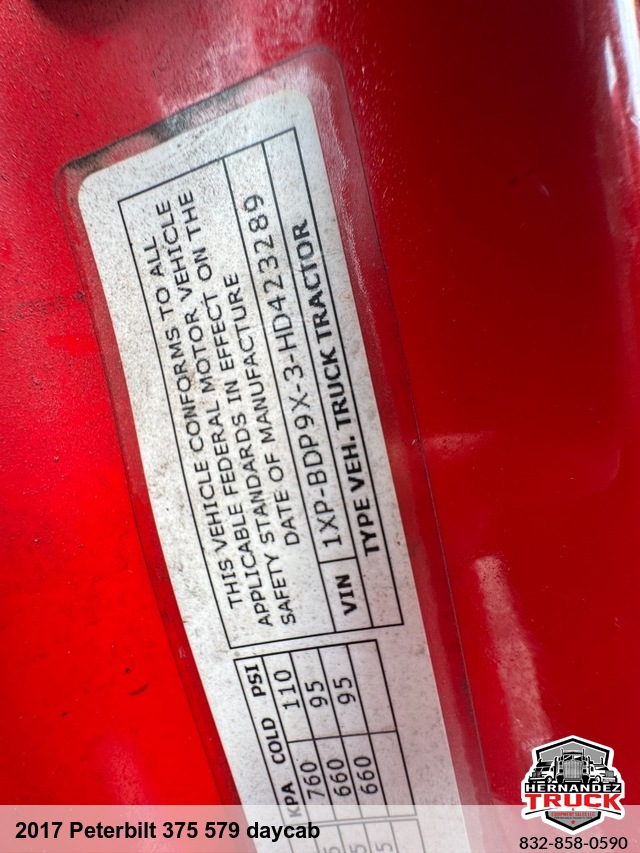 THIS VEHICLE CONFORMS TO ALL
APPLICABLE FEDERAL MOTOR VEHICLE
SAFETY STANDARDS IN EFFECT ON THE
DATE OF MANUFACTURE
VIN 1XP-BDP9X-3-HD423289
TYPE VEH. TRUCK TRACTOR
KPA COLD PSI
760 110
660 95
660 95
2017 Peterbilt 375 579 daycab
HERNANDEZ
TRUCK
832-858-0590